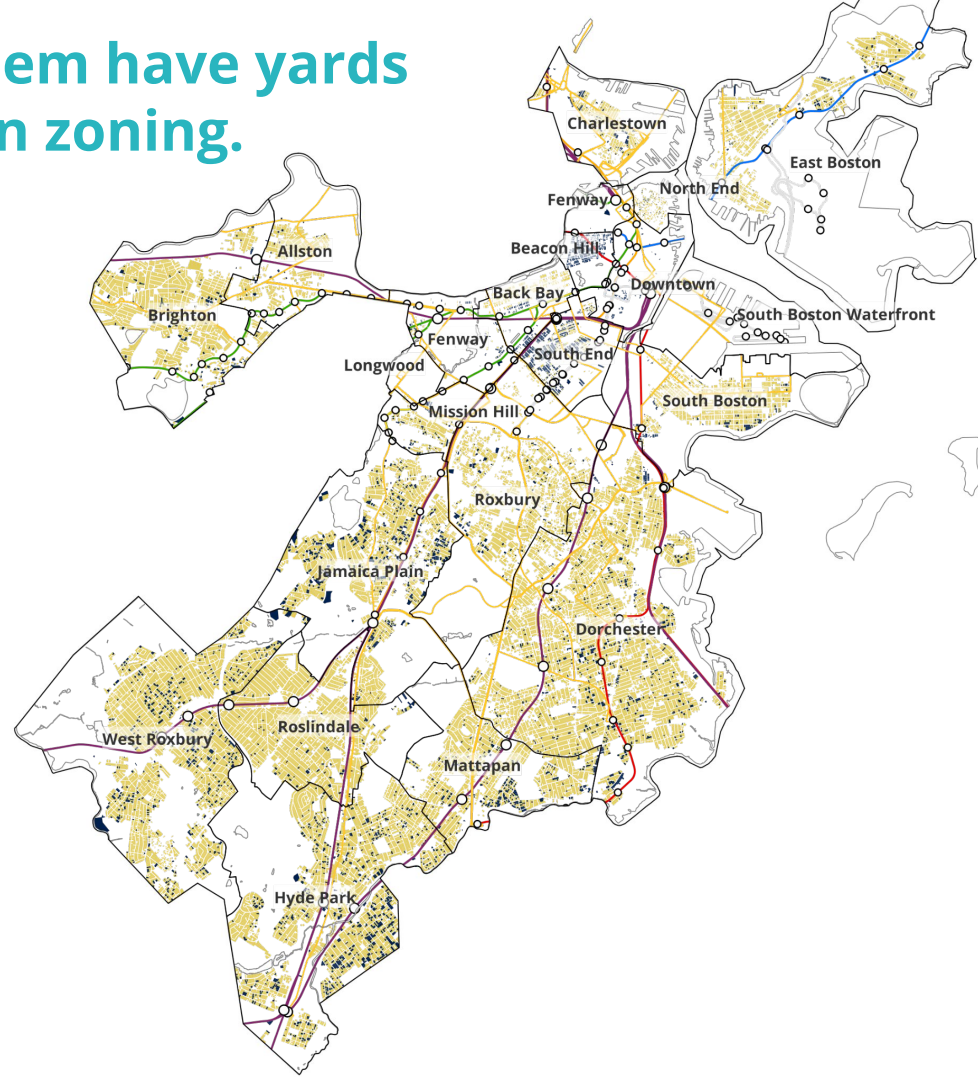 em have yards
n zoning.
Charlestown
East Boston
North End
Fenway
Allston
Beacon Hill
Downtown
Back Bay
Brighton
South Boston Waterfront
Fenway
South End
Longwood
South Boston
Mission Hill
Roxbury
Jamaica Plain
Dorchester
Roslindale
West Roxbury
Mattapan
Hyde Park